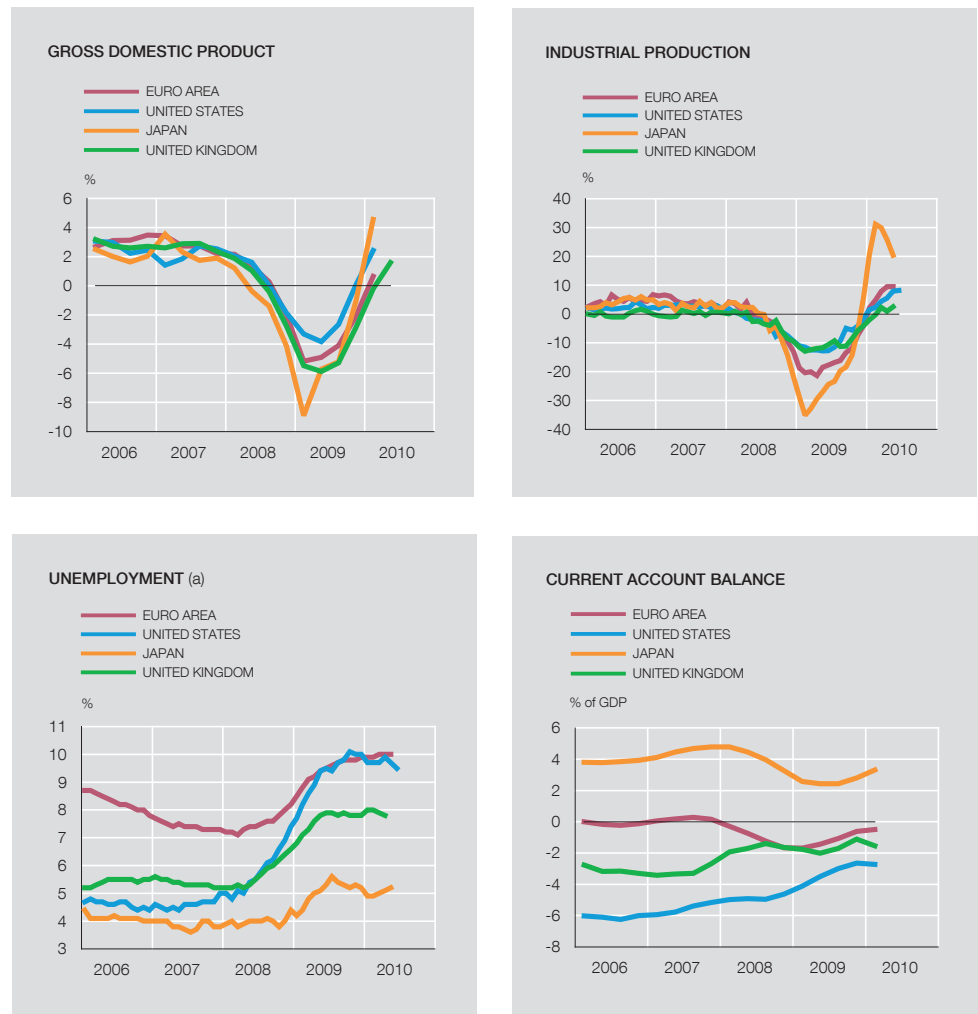 GROSS DOMESTIC PRODUCT
EURO AREA
UNITED STATES
JAPAN
UNITED KINGDOM
%
6
4
2
0
-2
-4
-6
-8
-10
2006 2007 2008 2009 2010
INDUSTRIAL PRODUCTION
EURO AREA
UNITED STATES
JAPAN
UNITED KINGDOM
%
40
30
20
10
0
-10
-20
-30
-40
2006 2007 2008 2009 2010
UNEMPLOYMENT (a)
EURO AREA
UNITED STATES
JAPAN
UNITED KINGDOM
%
11
10
9
8
7
6
5
4
3
2006 2007 2008 2009 2010
CURRENT ACCOUNT BALANCE
EURO AREA
UNITED STATES
JAPAN
UNITED KINGDOM
% of GDP
6
4
2
0
-2
-4
-6
-8
2006 2007 2008 2009 2010